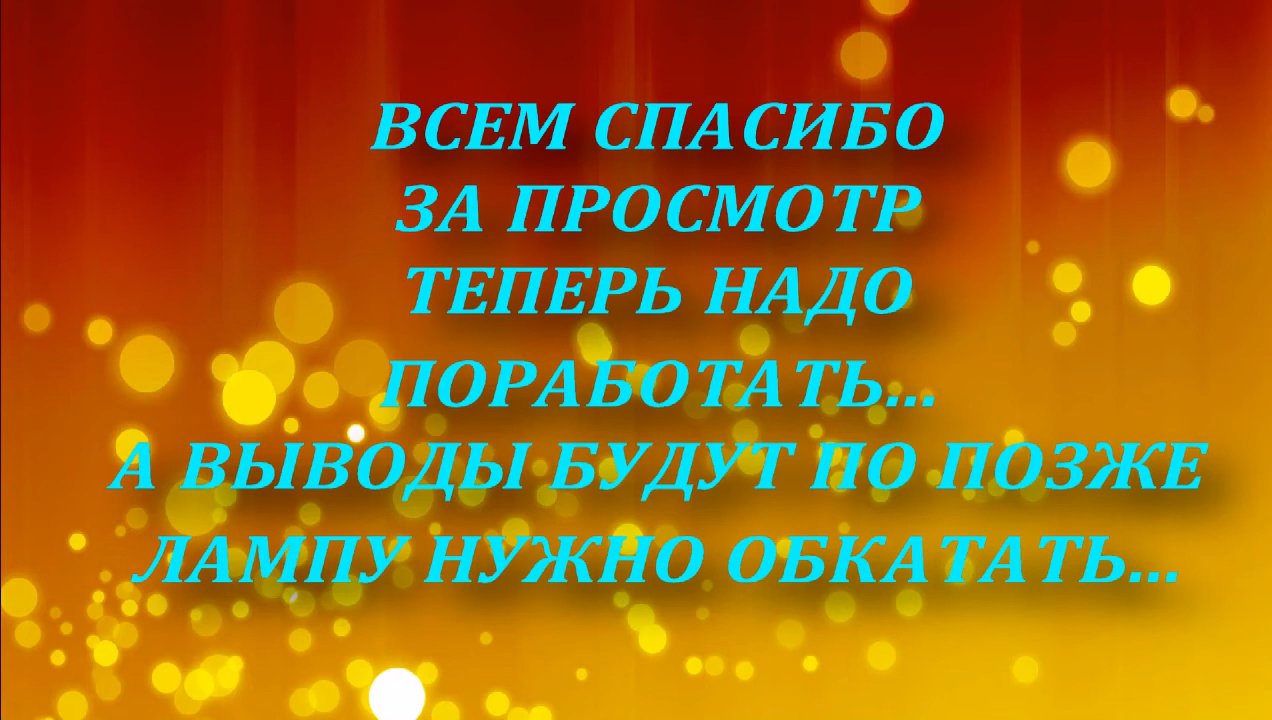 ВСЕМ СПАСИБО
ЗА ПРОСМОТР
ТЕПЕРЬ НАДО
ПОРАБОТАТЬ...
А ВЫВОДЫ БУДУТ ПО ПОЗЖЕ
ЛАМПУ НУЖНО ОБКАТАТЬ...